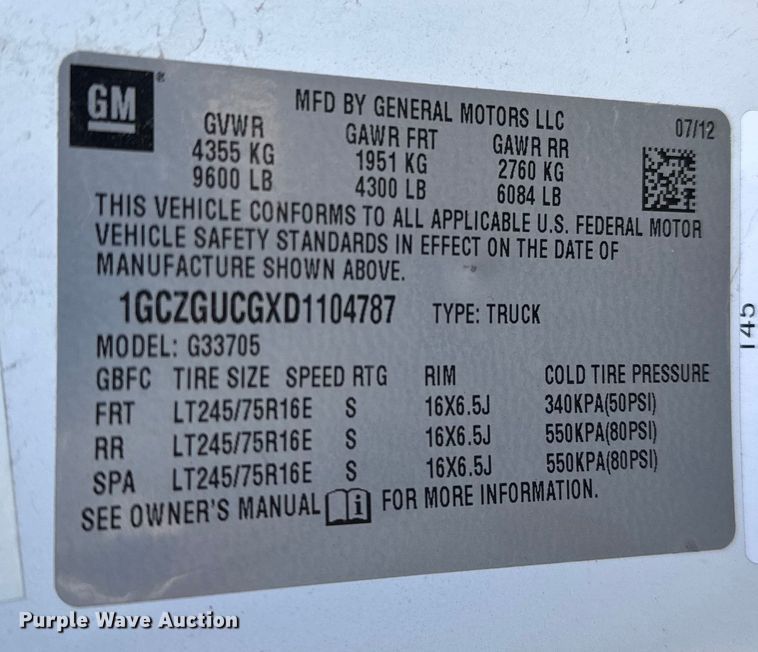 GM ®
MFD BY GENERAL MOTORS LLC 07/12
GVWR GAWR FRT GAWR RR
4355 KG 1951 KG 2760 KG
9600 LB 4300 LB 6084 LB
THIS VEHICLE CONFORMS TO ALL APPLICABLE U.S. FEDERAL MOTOR
VEHICLE SAFETY STANDARDS IN EFFECT ON THE DATE OF
MANUFACTURE SHOWN ABOVE.
1GCZGUCGXD1104787 TYPE: TRUCK
MODEL: G33705
GBFC TIRE SIZE SPEED RTG RIM COLD TIRE PRESSURE
FRT LT245/75R16E S 16X6.5J 340KPA(50PSI)
RR LT245/75R16E S 16X6.5J 550KPA(80PSI)
SPA LT245/75R16E S 16X6.5J 550KPA(80PSI)
SEE OWNER'S MANUAL i FOR MORE INFORMATION.
145
Purple Wave Auction